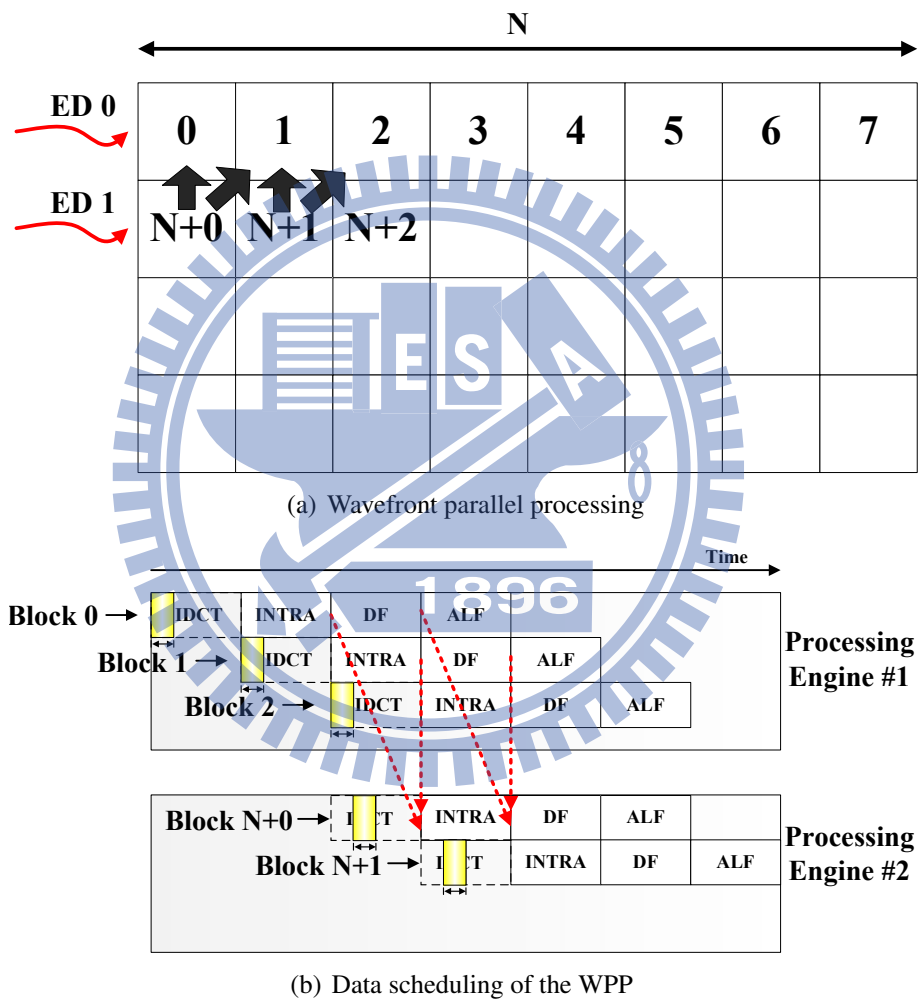 N
ED 0
0 1 2 3 4 5 6 7
ED 1
N+0 N+1 N+2
E S A
(a) Wavefront parallel processing
1896
Time
Block 0 IDCT INTRA DF ALF
Block 1 IDCT INTRA DF ALF
Block 2 IDCT INTRA DF ALF
Processing
Engine #1
Block N+0 INTRA DF ALF
Block N+1 INTRA DF ALF
Processing
Engine #2
(b) Data scheduling of the WPP